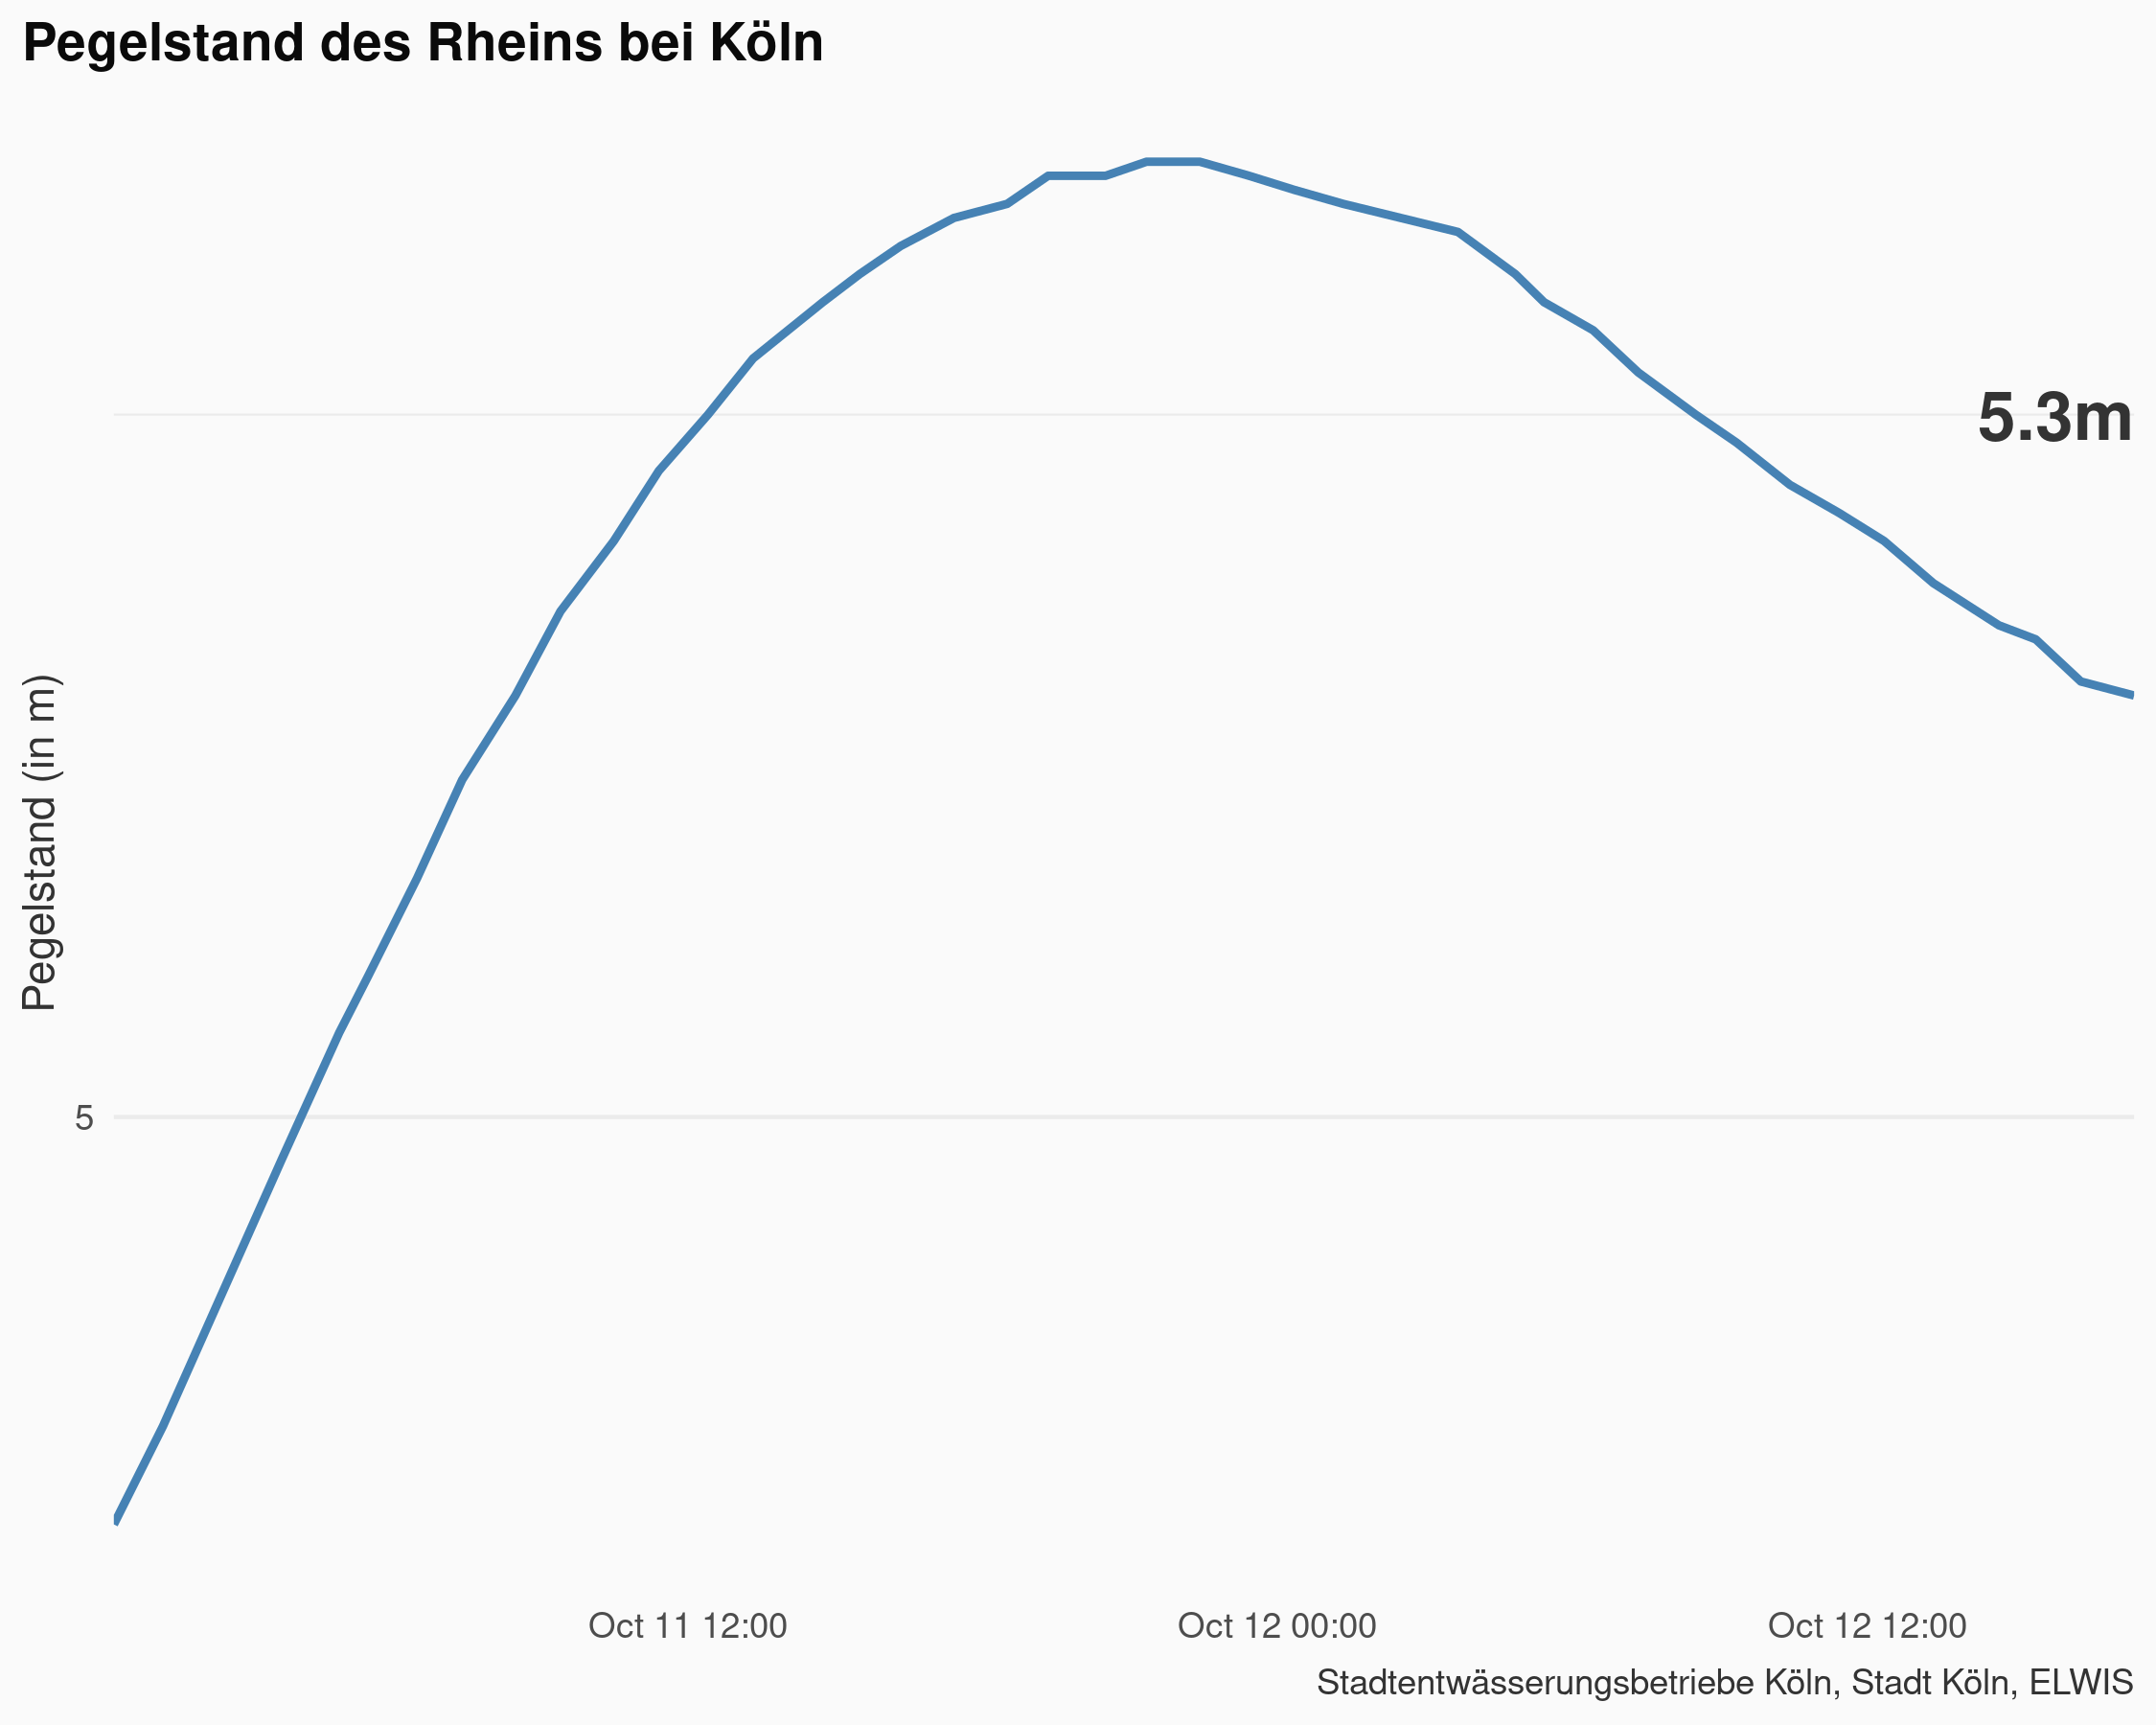 Pegelstand des Rheins bei Köln
5.3m
Pegelstand (in m)
5
Oct 11 12:00
Oct 12 00:00
Oct 12 12:00
Stadtentwässerungsbetriebe Köln, Stadt Köln, ELWIS